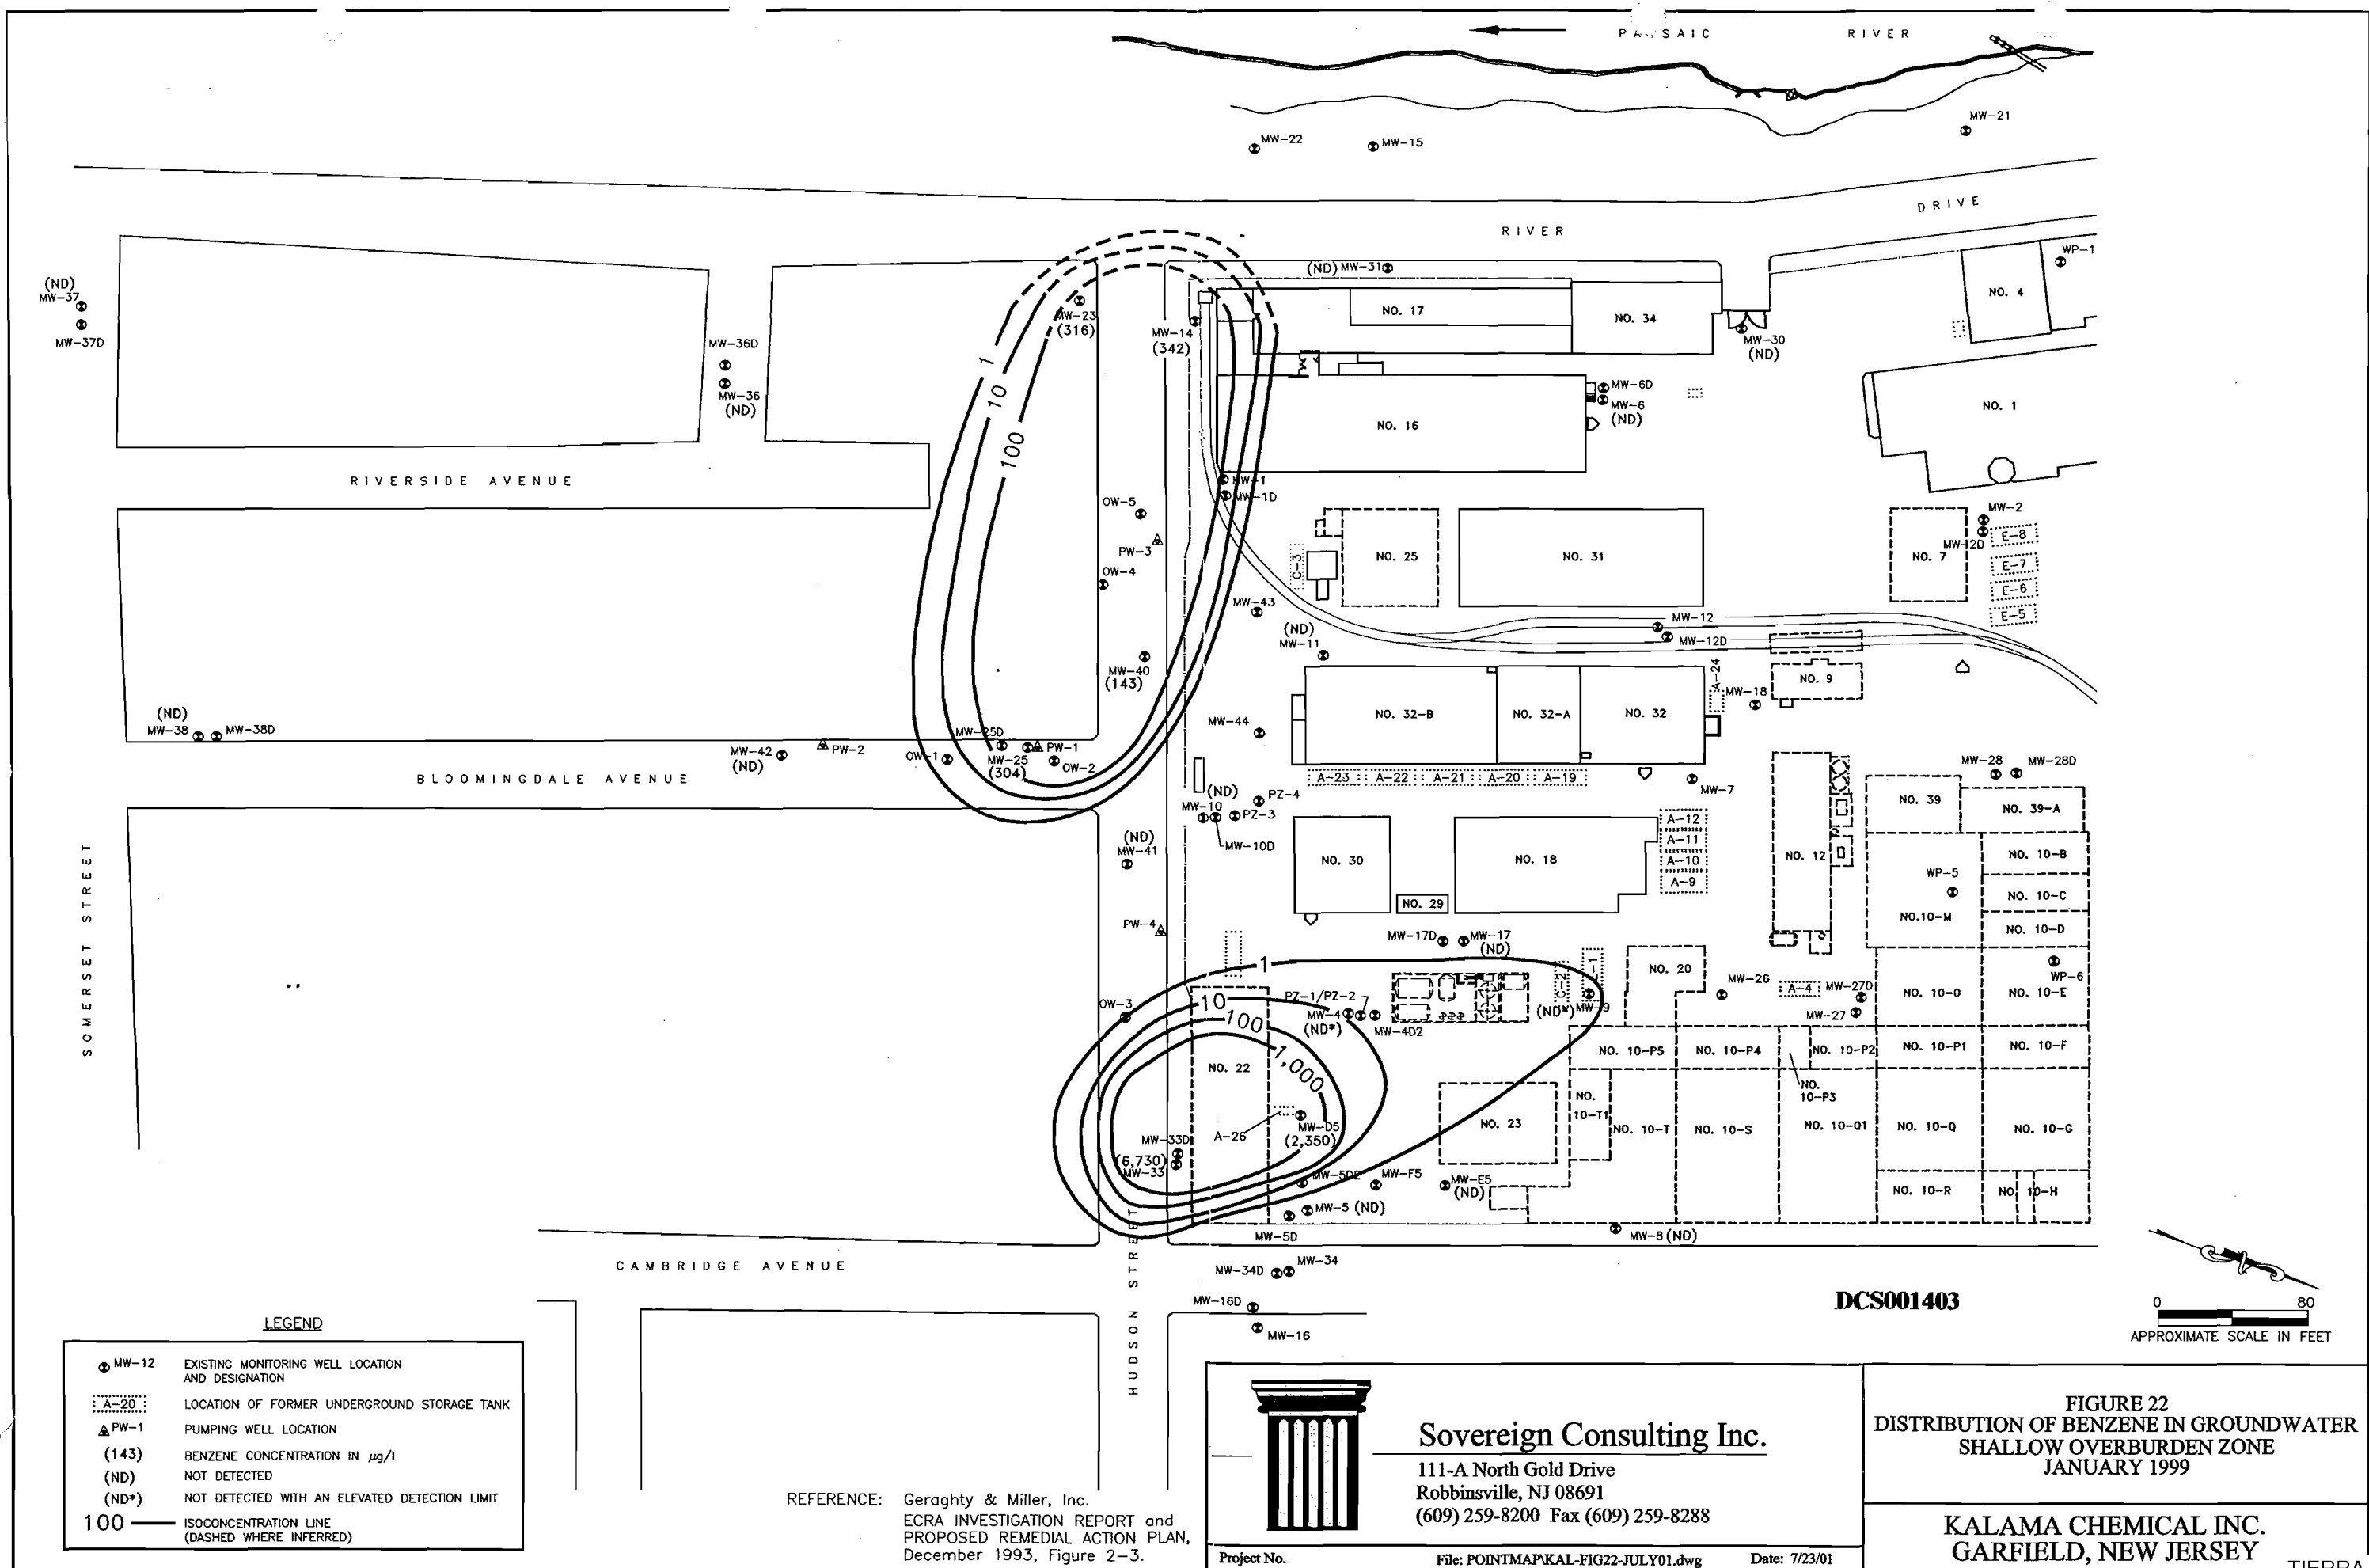 PASSAIC RIVER
MW-21
MW-22
MW-15
DRIVE
RIVER
WP-1
(ND) MW-31
(ND)
MW-37
MW-37D
MW-23
(316)
MW-14
(342)
NO. 17
NO. 34
NO. 4
MW-30
(ND)
MW-36D
MW-36
(ND)
1
10
100
MW-6D
MW-6
(ND)
NO. 16
NO. 1
RIVERSIDE AVENUE
MW-1
MW-1D
OW-5
PW-3
OW-4
C-3
NO. 25
NO. 31
NO. 7
MW-2
MW-12D
E-8
E-7
E-6
E-5
MW-43
(ND)
MW-11
MW-12
MW-12D
MW-40
(143)
A-24
MW-18
NO. 9
(ND)
MW-38
MW-38D
MW-44
NO. 32-B
NO. 32-A
NO. 32
MW-42
(ND)
PW-2
OW-1
MW-25D
MW-25
(304)
PW-1
OW-2
BLOOMINGDALE AVENUE
A-23
A-22
A-21
A-20
A-19
MW-7
MW-28
MW-28D
(ND)
MW-10
PZ-4
PZ-3
MW-10D
NO. 39
NO. 39-A
A-12
A-11
A-10
A-9
(ND)
MW-41
NO. 30
NO. 18
NO. 29
NO. 12
WP-5
NO.10-M
NO. 10-B
NO. 10-C
NO. 10-D
SOMERSET STREET
PW-4
MW-17D
MW-17
(ND)
1
10
100
1,000
C-2
NO. 20
MW-26
A-4
MW-27D
MW-27
WP-6
NO. 10-O
NO. 10-E
OW-3
PZ-1/PZ-2
MW-4
(ND*)
MW-4D2
(ND*)
MW-9
NO. 22
NO. 10-P5
NO. 10-P4
NO. 10-P2
NO. 10-P1
NO. 10-F
NO.
10-P3
A-26
MW-D5
(2,350)
NO. 23
NO.
10-T1
NO. 10-T
NO. 10-S
NO. 10-Q1
NO. 10-Q
NO. 10-G
MW-33D
(6,730)
MW-33
MW-5D2
MW-F5
MW-E5
(ND)
NO. 10-R
NO. 10-H
MW-5 (ND)
MW-5D
MW-8 (ND)
CAMBRIDGE AVENUE
HUDSON STREET
MW-34D
MW-34
MW-16D
MW-16
DCS001403
0 80
APPROXIMATE SCALE IN FEET
LEGEND
MW-12 EXISTING MONITORING WELL LOCATION
AND DESIGNATION
A-20 LOCATION OF FORMER UNDERGROUND STORAGE TANK
PW-1 PUMPING WELL LOCATION
(143) BENZENE CONCENTRATION IN µg/l
(ND) NOT DETECTED
(ND*) NOT DETECTED WITH AN ELEVATED DETECTION LIMIT
100 ISOCONCENTRATION LINE
(DASHED WHERE INFERRED)
REFERENCE: Geraghty & Miller, Inc.
ECRA INVESTIGATION REPORT and
PROPOSED REMEDIAL ACTION PLAN,
December 1993, Figure 2-3.
Sovereign Consulting Inc.
111-A North Gold Drive
Robbinsville, NJ 08691
(609) 259-8200 Fax (609) 259-8288
Project No. File: POINTMAP\KAL-FIG22-JULY01.dwg Date: 7/23/01
FIGURE 22
DISTRIBUTION OF BENZENE IN GROUNDWATER
SHALLOW OVERBURDEN ZONE
JANUARY 1999
KALAMA CHEMICAL INC.
GARFIELD, NEW JERSEY
TIERRA